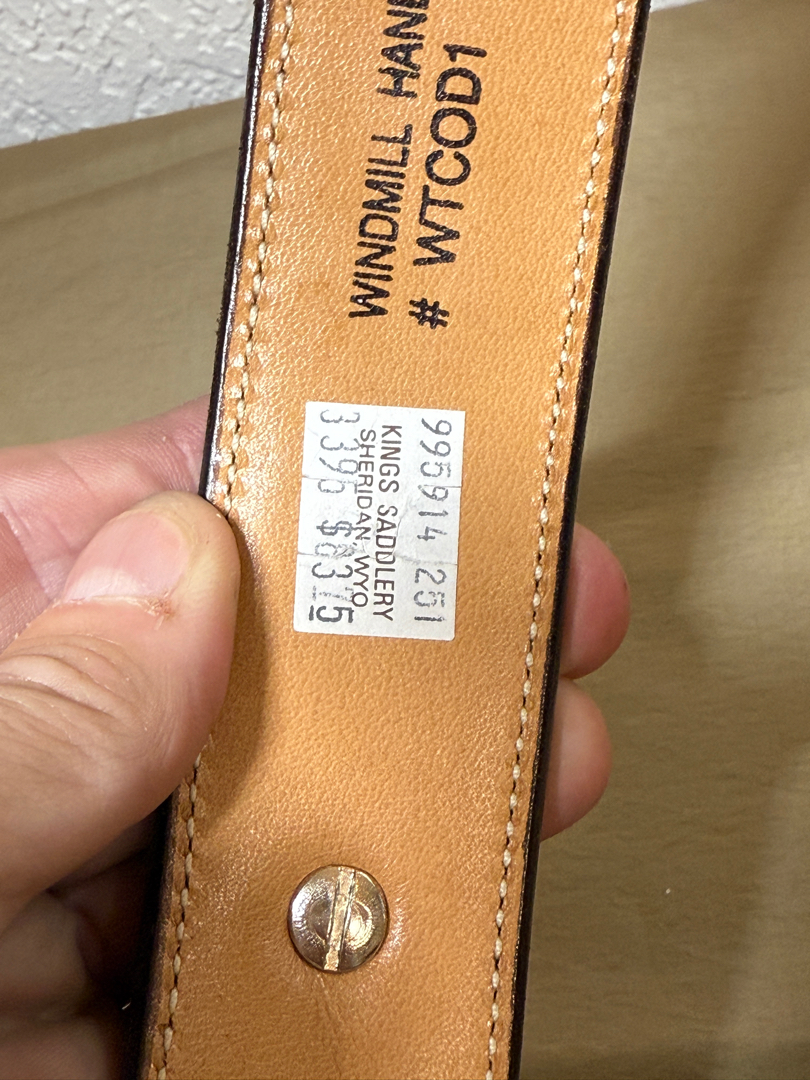 WINDMILL HAN
# WTCOD1
995914 251
KINGS SADDLERY
SHERIDAN, WYO